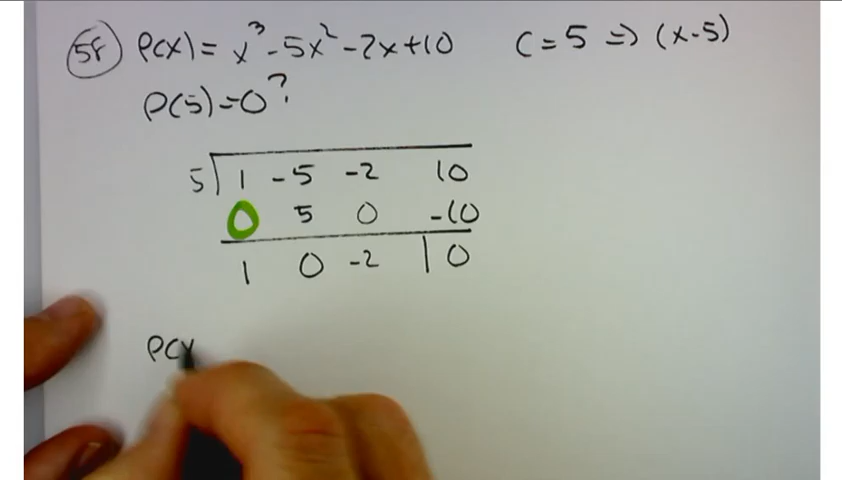 58 P(x) = x³ - 5x² - 2x + 10 C = 5 => (x-5)
P(5) = 0 ?
5 1 -5 -2 10
0 5 0 -10
1 0 -2 | 0
P(x